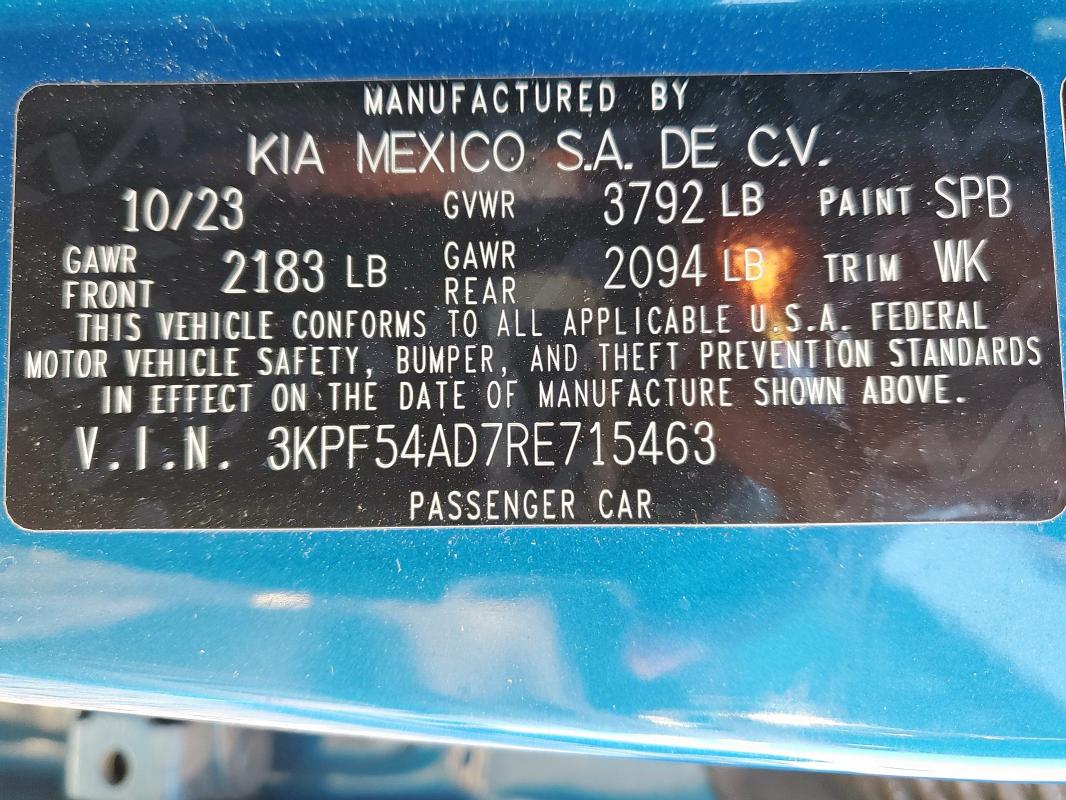 MANUFACTURED BY
KIA MEXICO S.A. DE C.V.
10/23 GVWR 3792 LB PAINT SPB
GAWR FRONT 2183 LB GAWR REAR 2094 LB TRIM WK
THIS VEHICLE CONFORMS TO ALL APPLICABLE U.S.A. FEDERAL
MOTOR VEHICLE SAFETY, BUMPER, AND THEFT PREVENTION STANDARDS
IN EFFECT ON THE DATE OF MANUFACTURE SHOWN ABOVE.
V.I.N. 3KPF54AD7RE715463
PASSENGER CAR